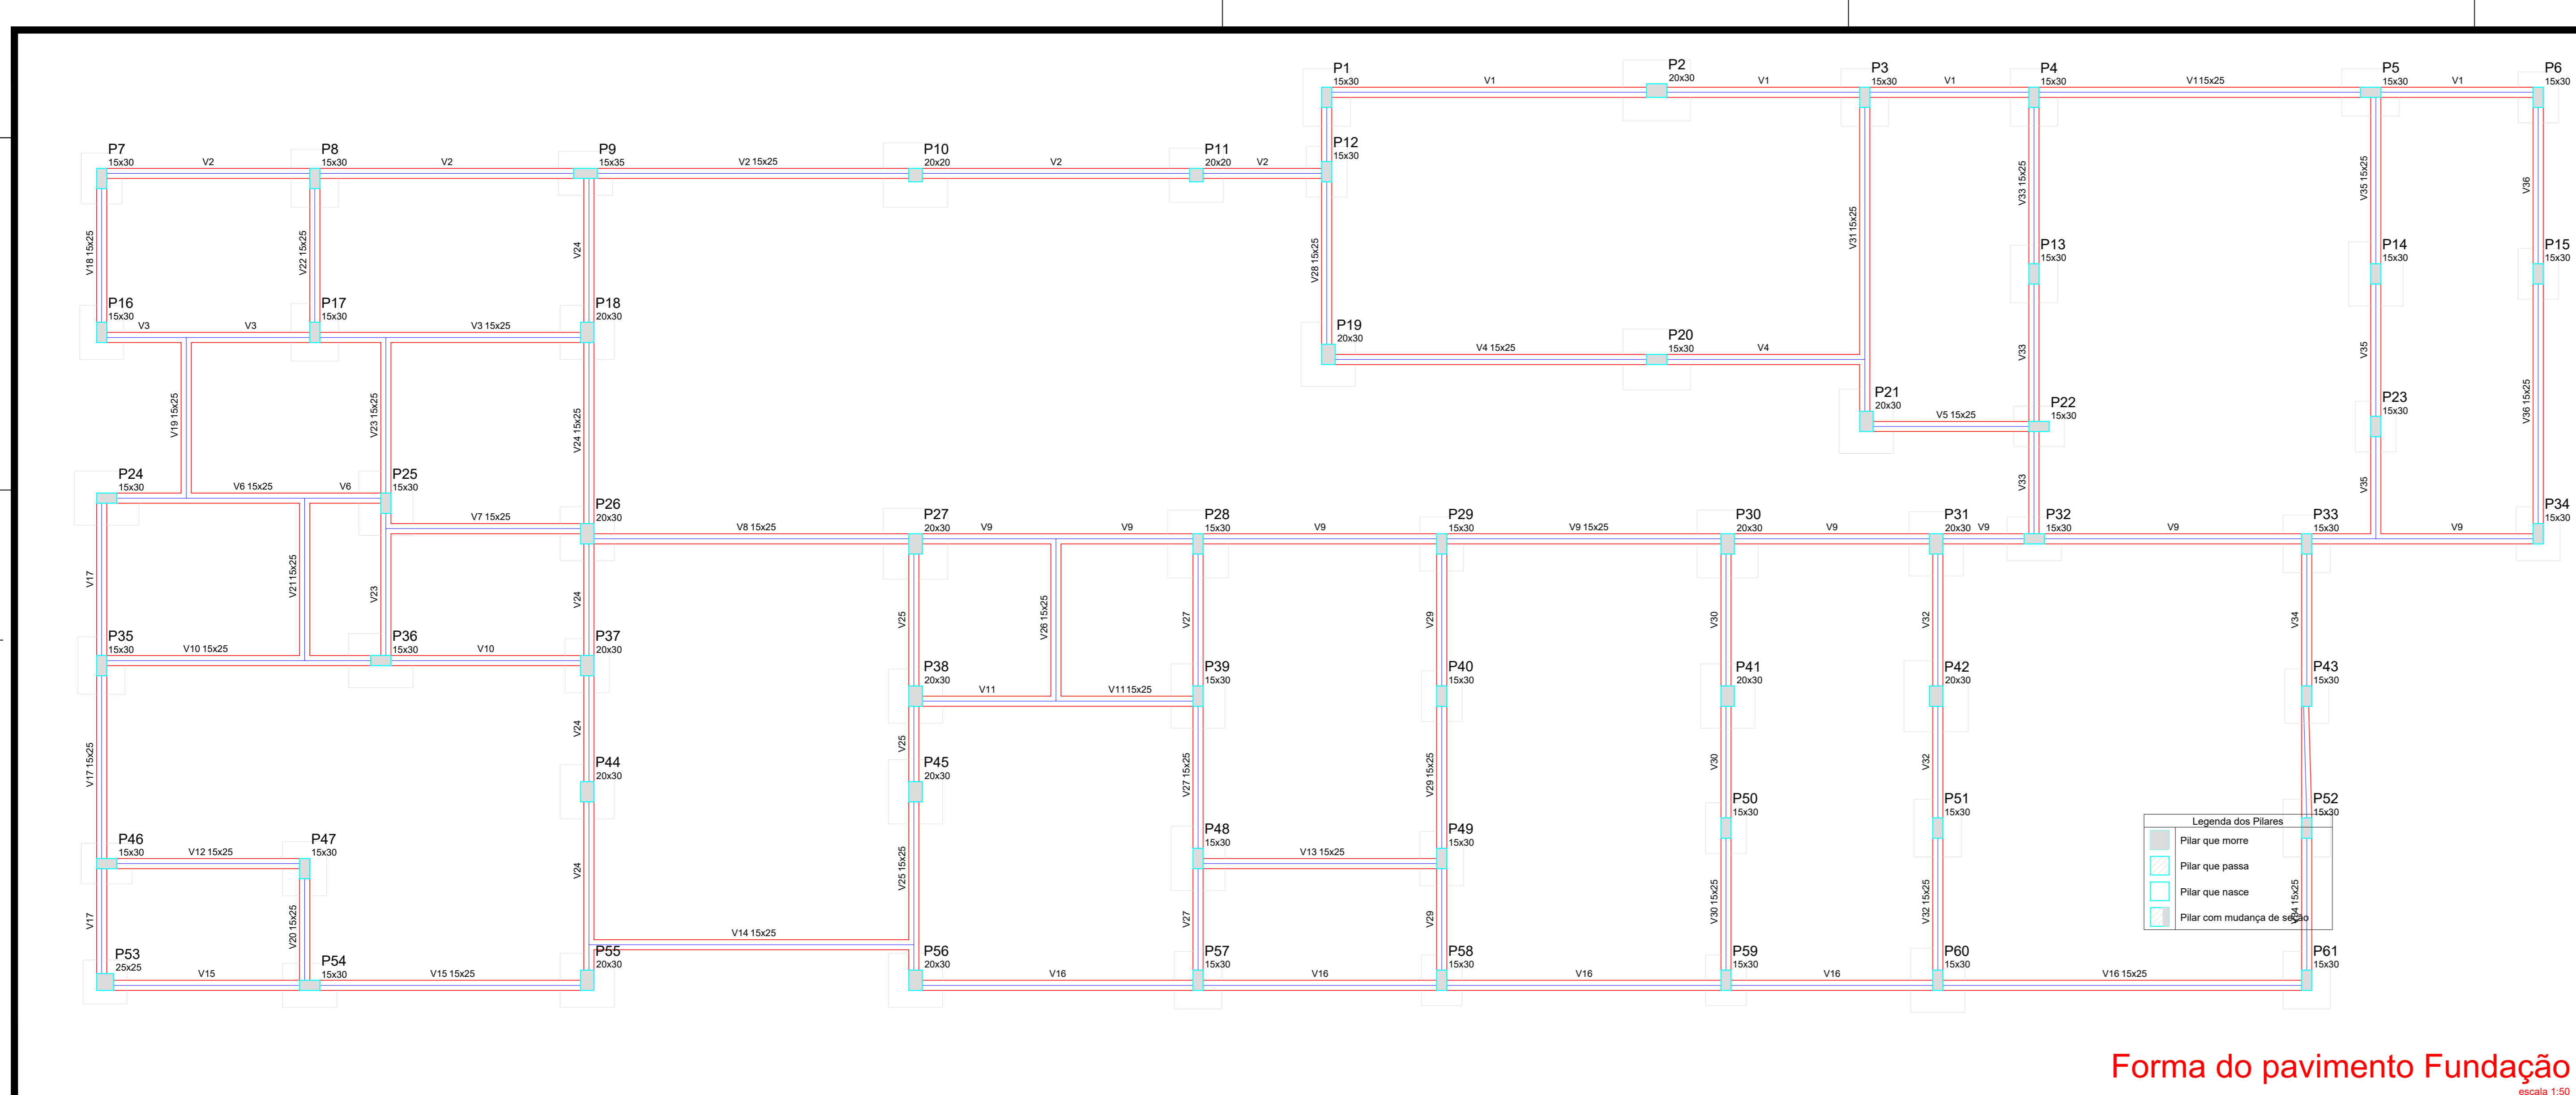 P1
15x30
V1
P2
20x30
V1
P3
15x30
V1
P4
15x30
V1 15x25
P5
15x30
V1
P6
15x30
P7
15x30
V2
P8
15x30
V2
P9
15x35
V2 15x25
P10
20x20
V2
P11
20x20
V2
P12
15x30
V18 15x25
V22 15x25
V24
V28 15x25
V31 15x25
V33 15x25
V35 15x25
V36
P13
15x30
P14
15x30
P15
15x30
P16
15x30
V3
V3
P17
15x30
V3 15x25
P18
20x30
P19
20x30
V4 15x25
P20
15x30
V4
V33
V35
P21
20x30
V5 15x25
P22
15x30
P23
15x30
V36 15x25
V19 15x25
V23 15x25
V24 15x25
P24
15x30
V6 15x25
V6
P25
15x30
V33
V35
V7 15x25
P26
20x30
V8 15x25
P27
20x30
V9
V9
P28
15x30
V9
P29
15x30
V9 15x25
P30
20x30
V9
P31
20x30
V9
P32
15x30
V9
P33
15x30
V9
P34
15x30
V17
V21 15x25
V23
V24
V25
V26 15x25
V27
V29
V30
V32
V34
P35
15x30
V10 15x25
P36
15x30
V10
P37
20x30
P38
20x30
V11
V11 15x25
P39
15x30
P40
15x30
P41
20x30
P42
20x30
P43
15x30
V17 15x25
V24
V25
V27 15x25
V29 15x25
V30
V32
P44
20x30
P45
20x30
P46
15x30
V12 15x25
P47
15x30
P48
15x30
V13 15x25
P49
15x30
P50
15x30
P51
15x30
P52
15x30
Legenda dos Pilares
Pilar que morre
Pilar que passa
Pilar que nasce
Pilar com mudança de seção
V17
V20 15x25
V24
V25 15x25
V27
V29
V30 15x25
V32 15x25
V34 15x25
V14 15x25
P53
25x25
V15
P54
15x30
V15 15x25
P55
20x30
P56
20x30
V16
P57
15x30
V16
P58
15x30
V16
P59
15x30
V16
P60
15x30
V16 15x25
P61
15x30
Forma do pavimento Fundação
escala 1:50